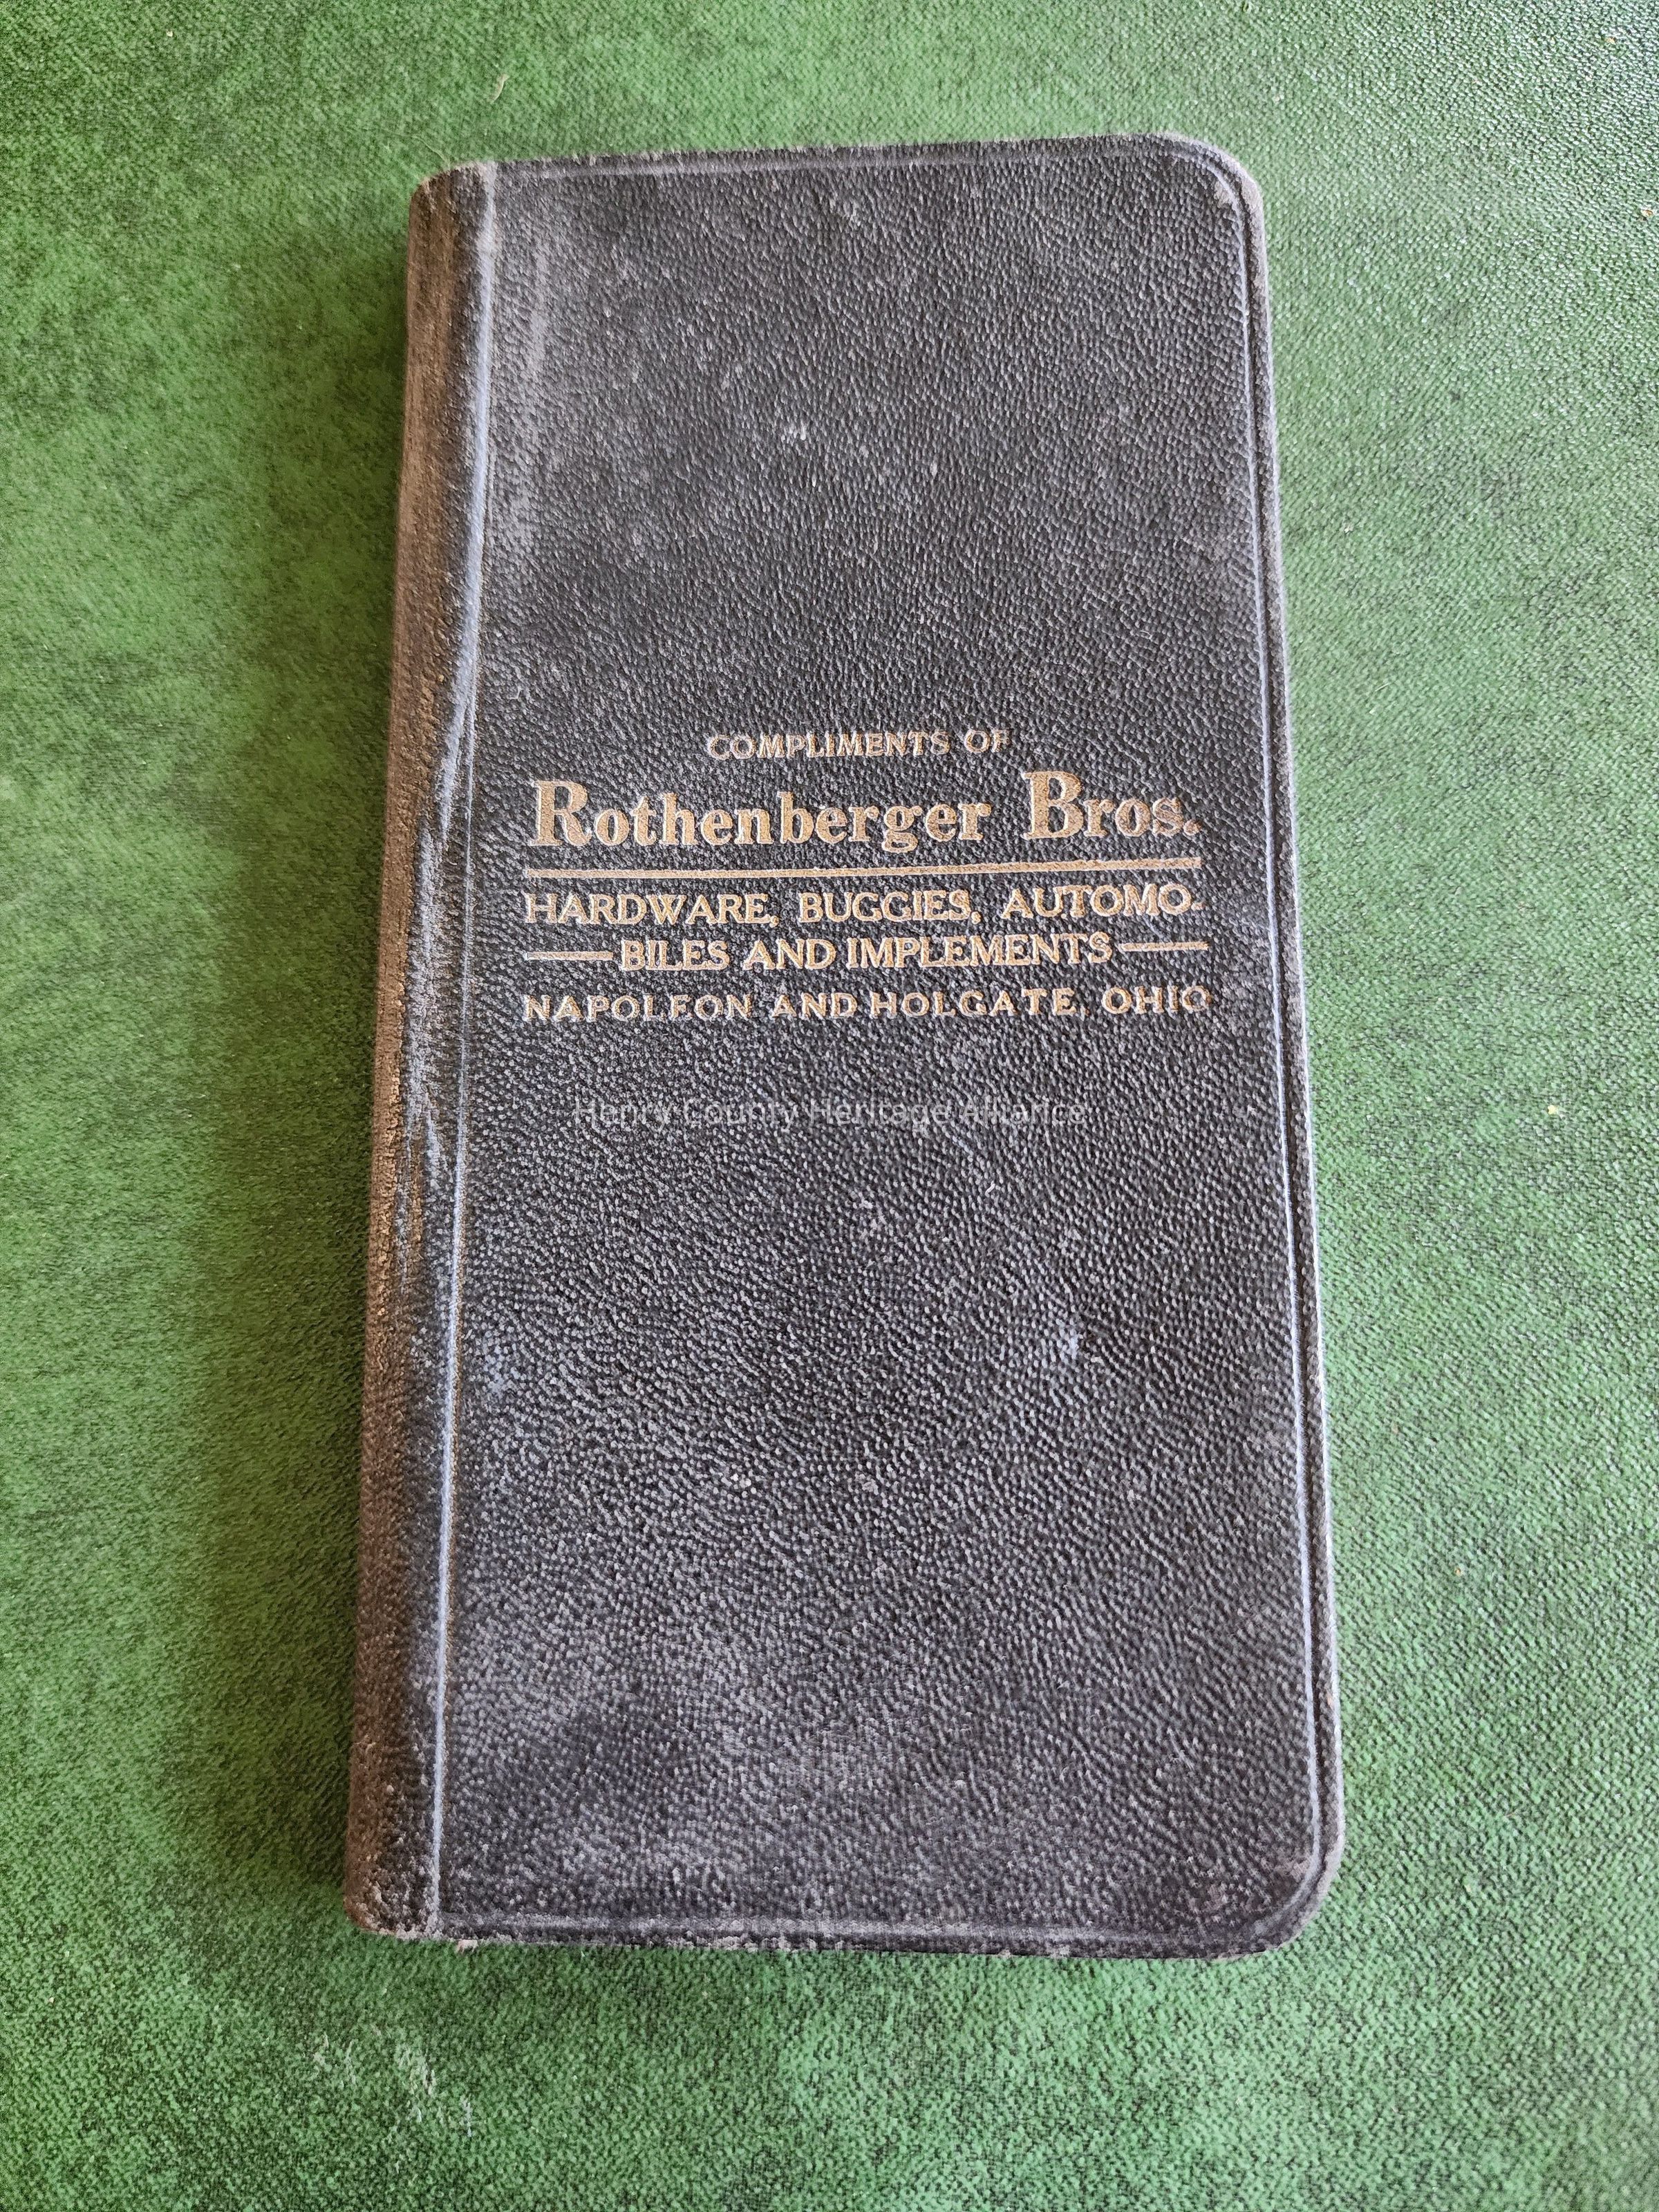 COMPLIMENTS OF
Rothenberger Bros.
HARDWARE, BUGGIES, AUTOMO-
BILES AND IMPLEMENTS
NAPOLEON AND HOLGATE, OHIO
Henry County Heritage Alliance